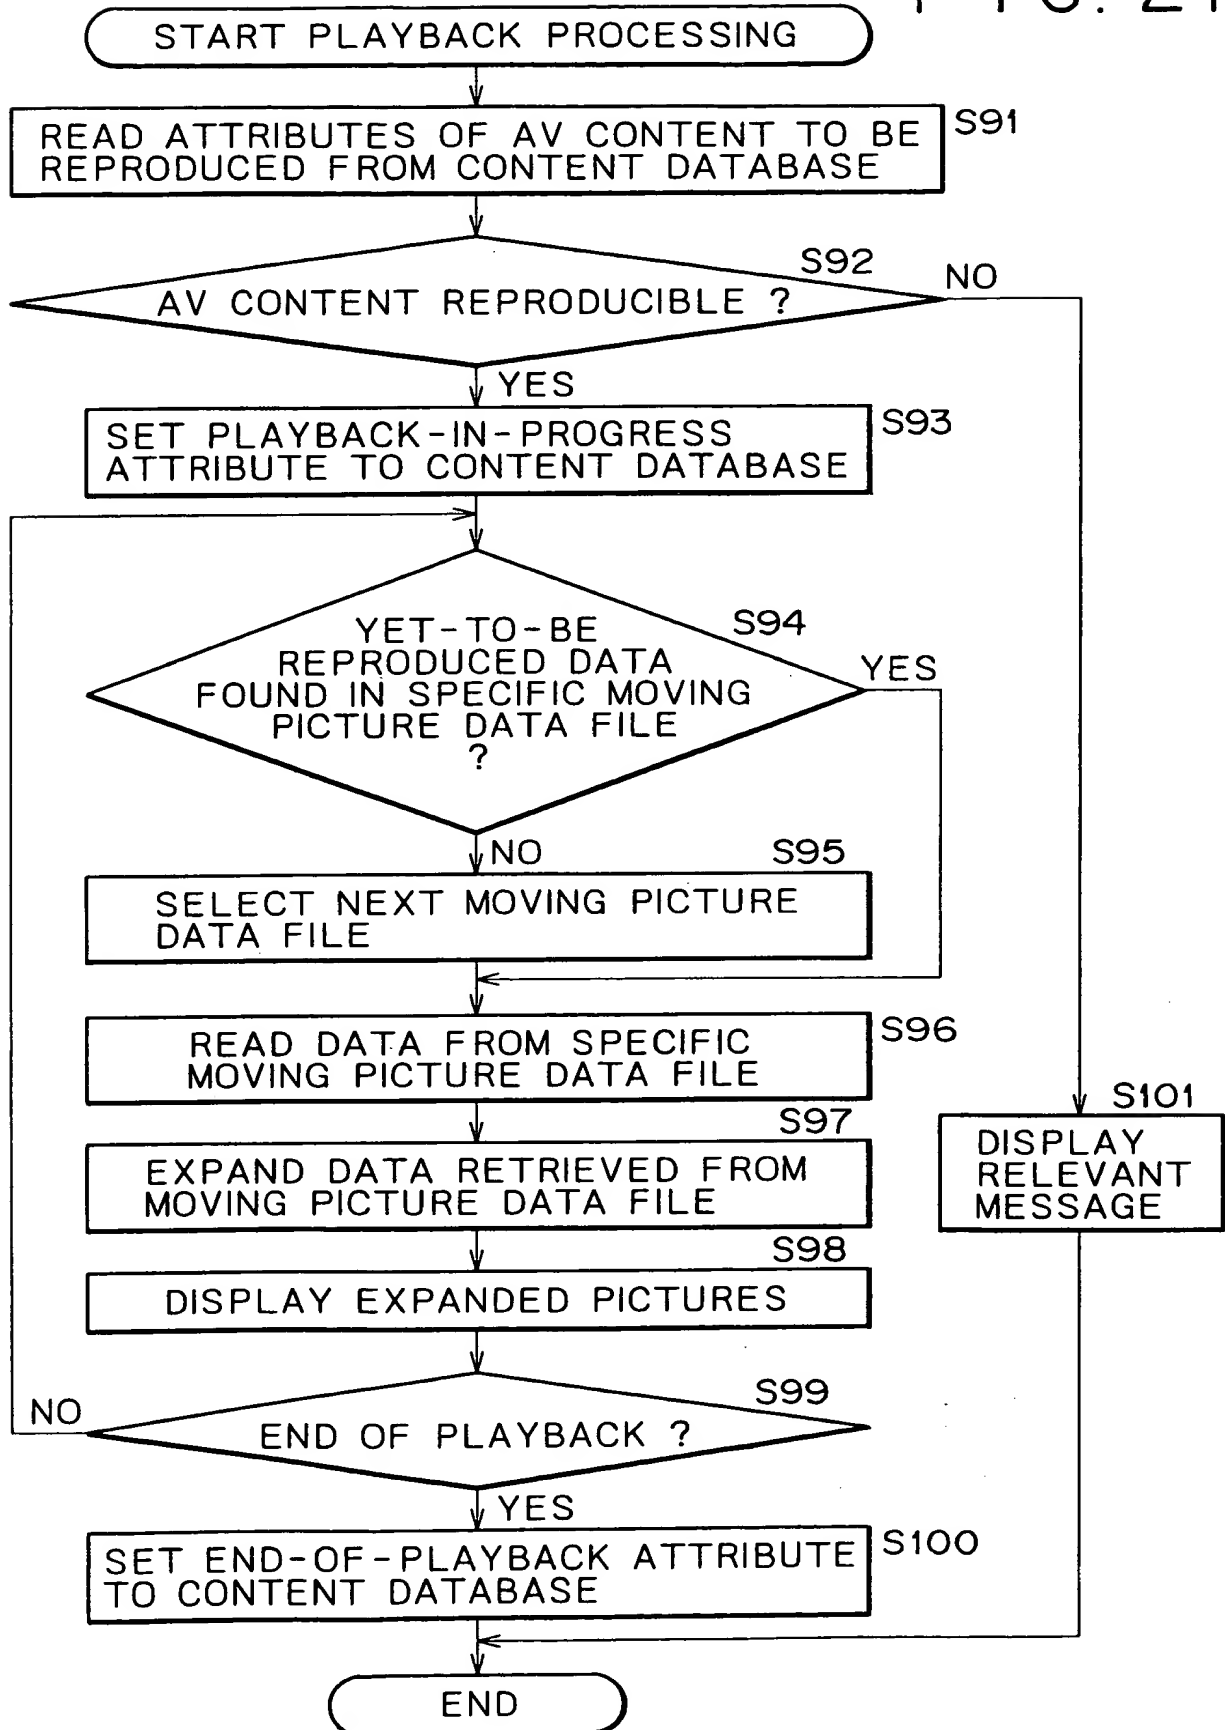 FIG. 21
START PLAYBACK PROCESSING
S91
READ ATTRIBUTES OF AV CONTENT TO BE
REPRODUCED FROM CONTENT DATABASE
S92
NO
AV CONTENT REPRODUCIBLE ?
YES
S93
SET PLAYBACK-IN-PROGRESS
ATTRIBUTE TO CONTENT DATABASE
S94
YET-TO-BE
REPRODUCED DATA
YES
FOUND IN SPECIFIC MOVING
PICTURE DATA FILE
?
NO
S95
SELECT NEXT MOVING PICTURE
DATA FILE
S96
READ DATA FROM SPECIFIC
MOVING PICTURE DATA FILE
S101
DISPLAY
RELEVANT
MESSAGE
S97
EXPAND DATA RETRIEVED FROM
MOVING PICTURE DATA FILE
S98
DISPLAY EXPANDED PICTURES
S99
NO
END OF PLAYBACK ?
YES
S100
SET END-OF-PLAYBACK ATTRIBUTE
TO CONTENT DATABASE
END